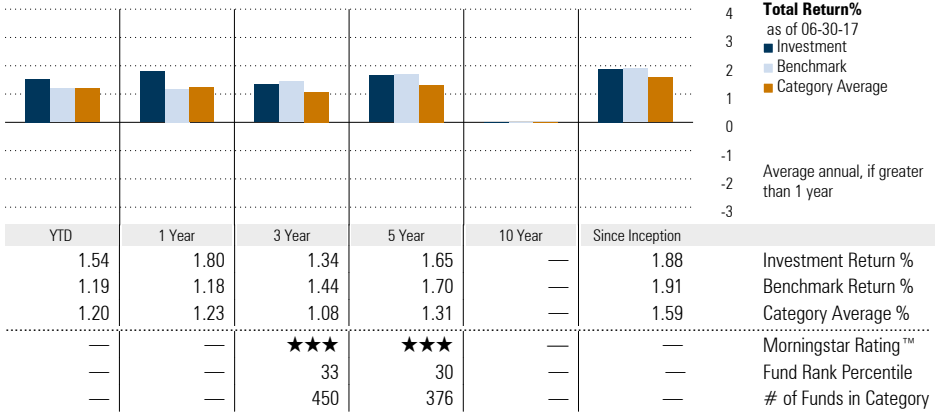 4
3
2
1
0
-1
-2
-3
Total Return%
as of 06-30-17
Investment
Benchmark
Category Average
Average annual, if greater
than 1 year
YTD 1 Year 3 Year 5 Year 10 Year Since Inception
1.54 1.80 1.34 1.65 — 1.88 Investment Return %
1.19 1.18 1.44 1.70 — 1.91 Benchmark Return %
1.20 1.23 1.08 1.31 — 1.59 Category Average %
— — ★★★ ★★★ — — Morningstar Rating™
— — 33 30 — — Fund Rank Percentile
— — 450 376 — — # of Funds in Category